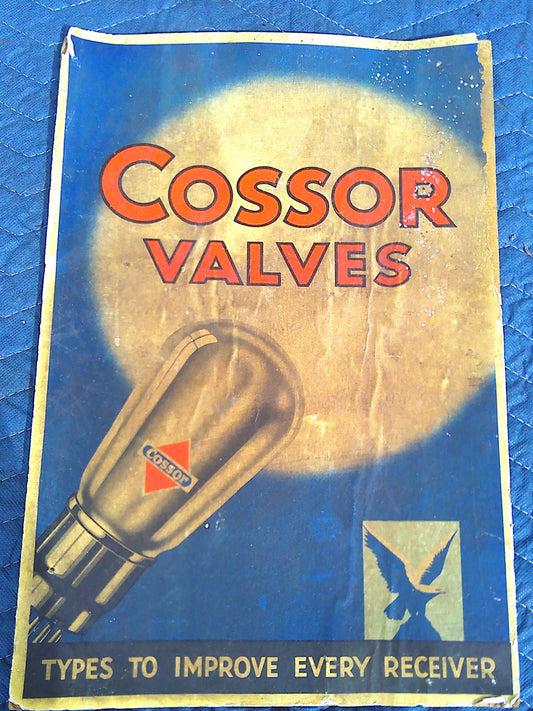 COSSOR
VALVES
Cossor
TYPES TO IMPROVE EVERY RECEIVER